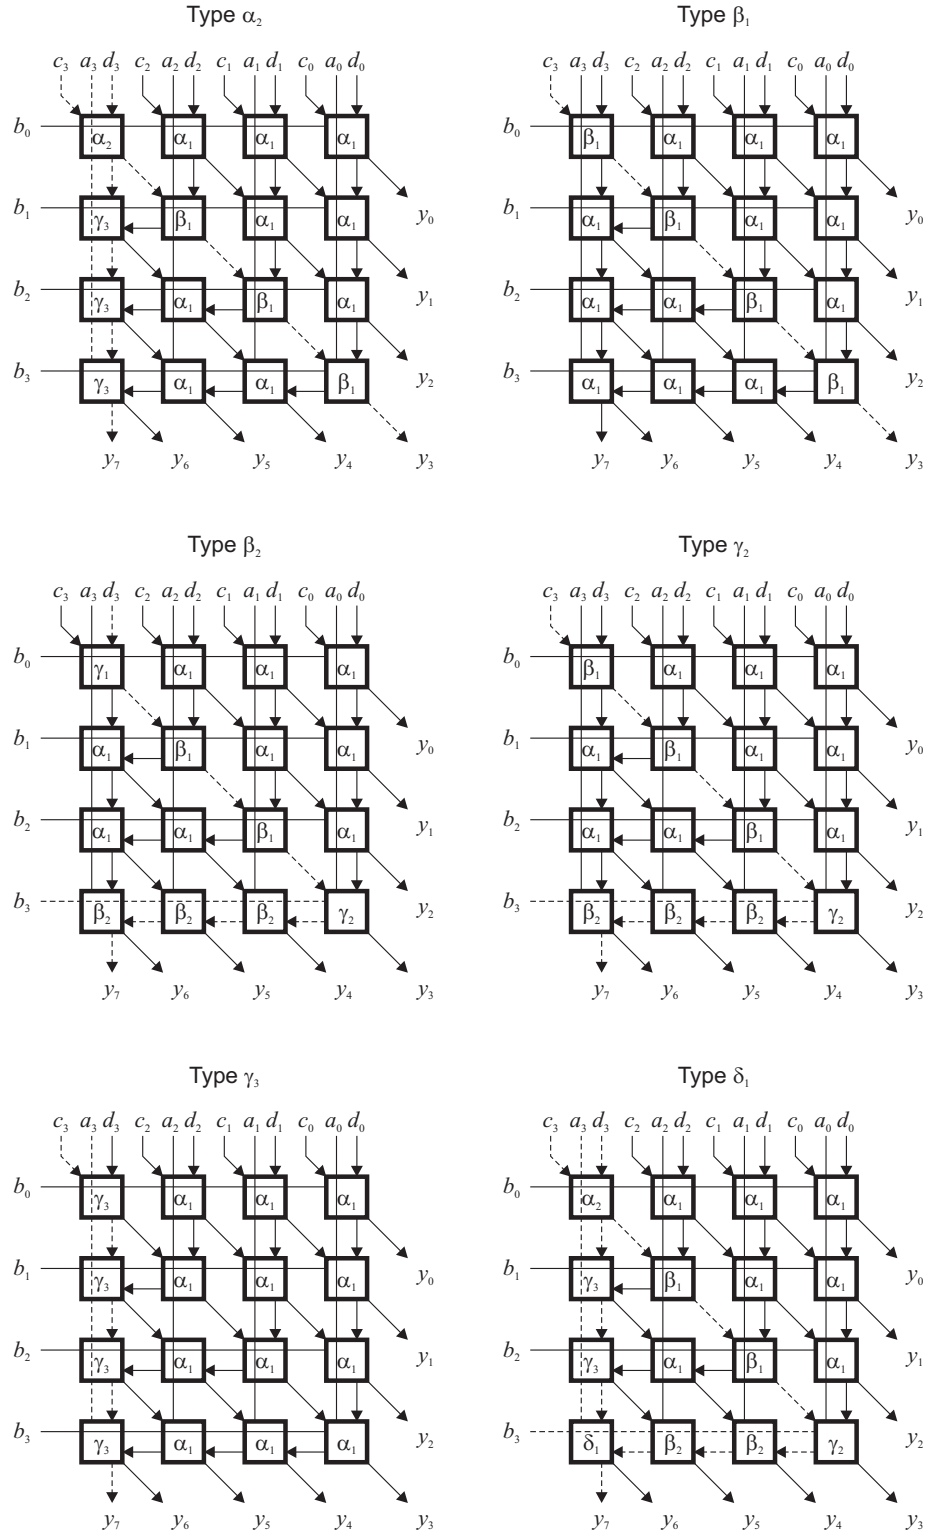 Type α₂ Type β₁
c₃ a₃ d₃ c₂ a₂ d₂ c₁ a₁ d₁ c₀ a₀ d₀ c₃ a₃ d₃ c₂ a₂ d₂ c₁ a₁ d₁ c₀ a₀ d₀
b₀ α₂ α₁ α₁ α₁ b₀ β₁ α₁ α₁ α₁
b₁ γ₃ β₁ α₁ α₁ y₀ b₁ α₁ β₁ α₁ α₁ y₀
b₂ γ₃ α₁ β₁ α₁ y₁ b₂ α₁ α₁ β₁ α₁ y₁
b₃ γ₃ α₁ α₁ β₁ y₂ b₃ α₁ α₁ α₁ β₁ y₂
y₇ y₆ y₅ y₄ y₃ y₇ y₆ y₅ y₄ y₃
Type β₂ Type γ₂
c₃ a₃ d₃ c₂ a₂ d₂ c₁ a₁ d₁ c₀ a₀ d₀ c₃ a₃ d₃ c₂ a₂ d₂ c₁ a₁ d₁ c₀ a₀ d₀
b₀ γ₁ α₁ α₁ α₁ b₀ β₁ α₁ α₁ α₁
b₁ α₁ β₁ α₁ α₁ y₀ b₁ α₁ β₁ α₁ α₁ y₀
b₂ α₁ α₁ β₁ α₁ y₁ b₂ α₁ α₁ β₁ α₁ y₁
b₃ β₂ β₂ β₂ γ₂ y₂ b₃ β₂ β₂ β₂ γ₂ y₂
y₇ y₆ y₅ y₄ y₃ y₇ y₆ y₅ y₄ y₃
Type γ₃ Type δ₁
c₃ a₃ d₃ c₂ a₂ d₂ c₁ a₁ d₁ c₀ a₀ d₀ c₃ a₃ d₃ c₂ a₂ d₂ c₁ a₁ d₁ c₀ a₀ d₀
b₀ γ₃ α₁ α₁ α₁ b₀ α₂ α₁ α₁ α₁
b₁ γ₃ α₁ α₁ α₁ y₀ b₁ γ₃ β₁ α₁ α₁ y₀
b₂ γ₃ α₁ α₁ α₁ y₁ b₂ γ₃ α₁ β₁ α₁ y₁
b₃ γ₃ α₁ α₁ α₁ y₂ b₃ δ₁ β₂ β₂ γ₂ y₂
y₇ y₆ y₅ y₄ y₃ y₇ y₆ y₅ y₄ y₃